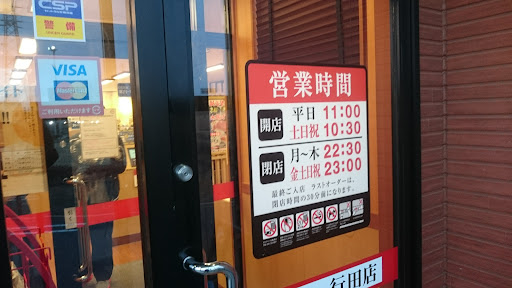 CSP
警備
VISA
MasterCard
ご利用いただけます
営業時間
開店
平日 11:00
土日祝 10:30
閉店
月～木 22:30
金土日祝 23:00
最終ご入店 ラストオーダーは、
閉店時間の30分前になります。
行田店